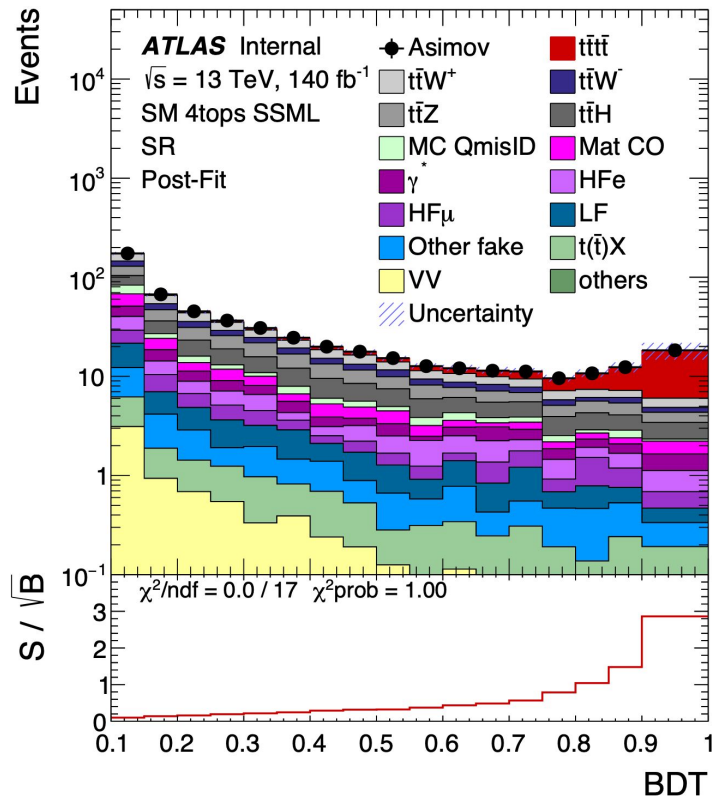 Events
10⁴
10³
10²
10
1
10⁻¹
ATLAS Internal
√s = 13 TeV, 140 fb⁻¹
SM 4tops SSML
SR
Post-Fit
Asimov
tt̄tt̄
tt̄W⁺
tt̄W⁻
tt̄Z
tt̄H
MC QmisID
Mat CO
γ*
HFe
HFμ
LF
Other fake
t(t̄)X
VV
others
Uncertainty
S / √B
χ²/ndf = 0.0 / 17 χ²prob = 1.00
3
2
1
0
0.1 0.2 0.3 0.4 0.5 0.6 0.7 0.8 0.9 1
BDT